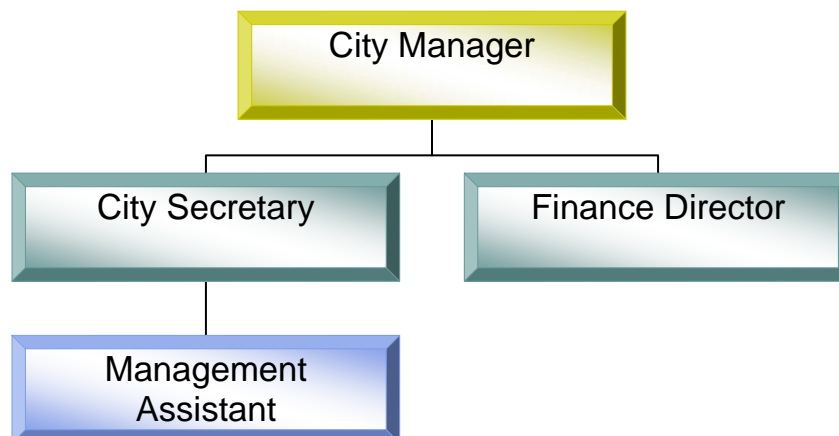 City Manager
City Secretary
Finance Director
Management
Assistant